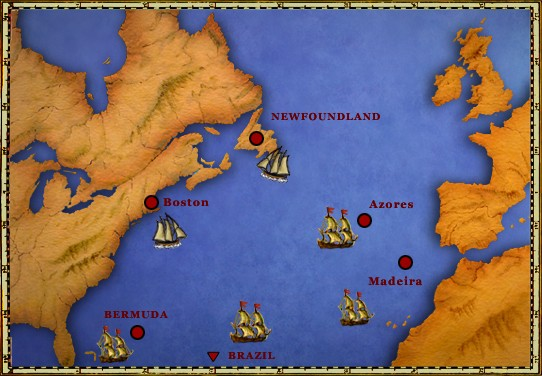 NEWFOUNDLAND
Boston
Azores
Madeira
BERMUDA
BRAZIL